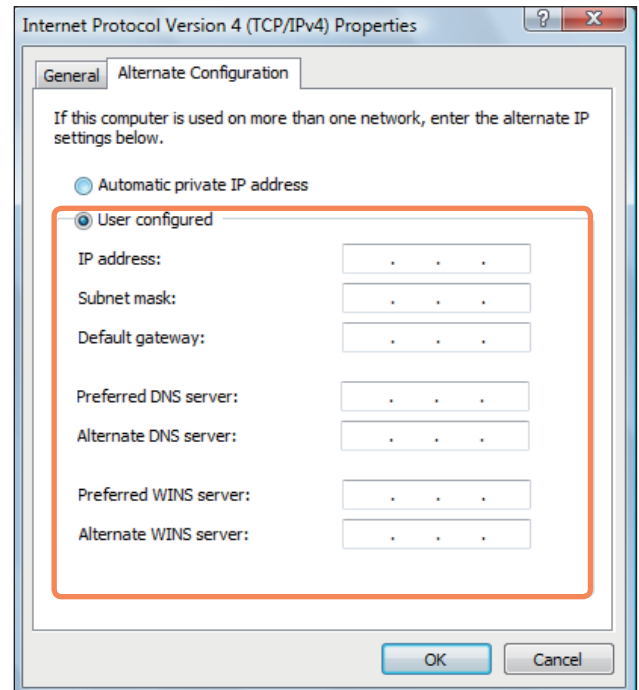 Internet Protocol Version 4 (TCP/IPv4) Properties
General
Alternate Configuration
If this computer is used on more than one network, enter the alternate IP
settings below.
Automatic private IP address
User configured
IP address:
Subnet mask:
Default gateway:
Preferred DNS server:
Alternate DNS server:
Preferred WINS server:
Alternate WINS server:
OK
Cancel